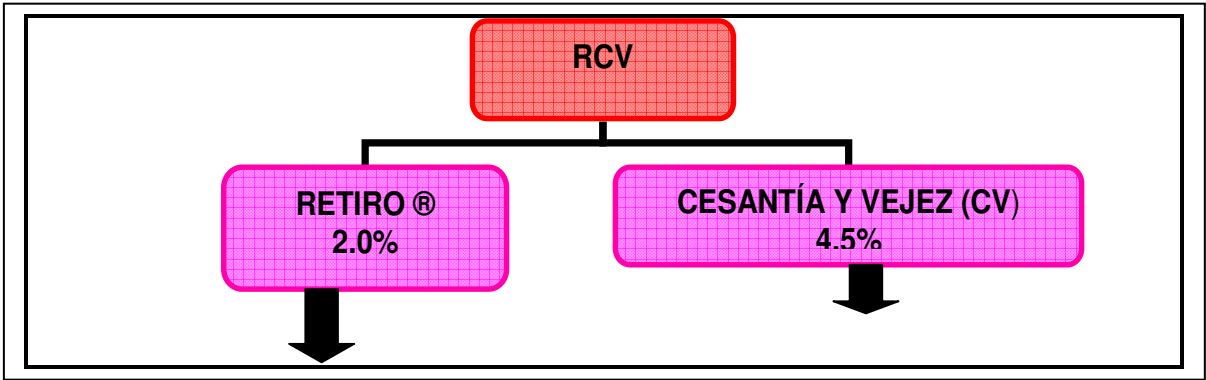 RCV
RETIRO ®
2.0%
CESANTÍA Y VEJEZ (CV)
4.5%